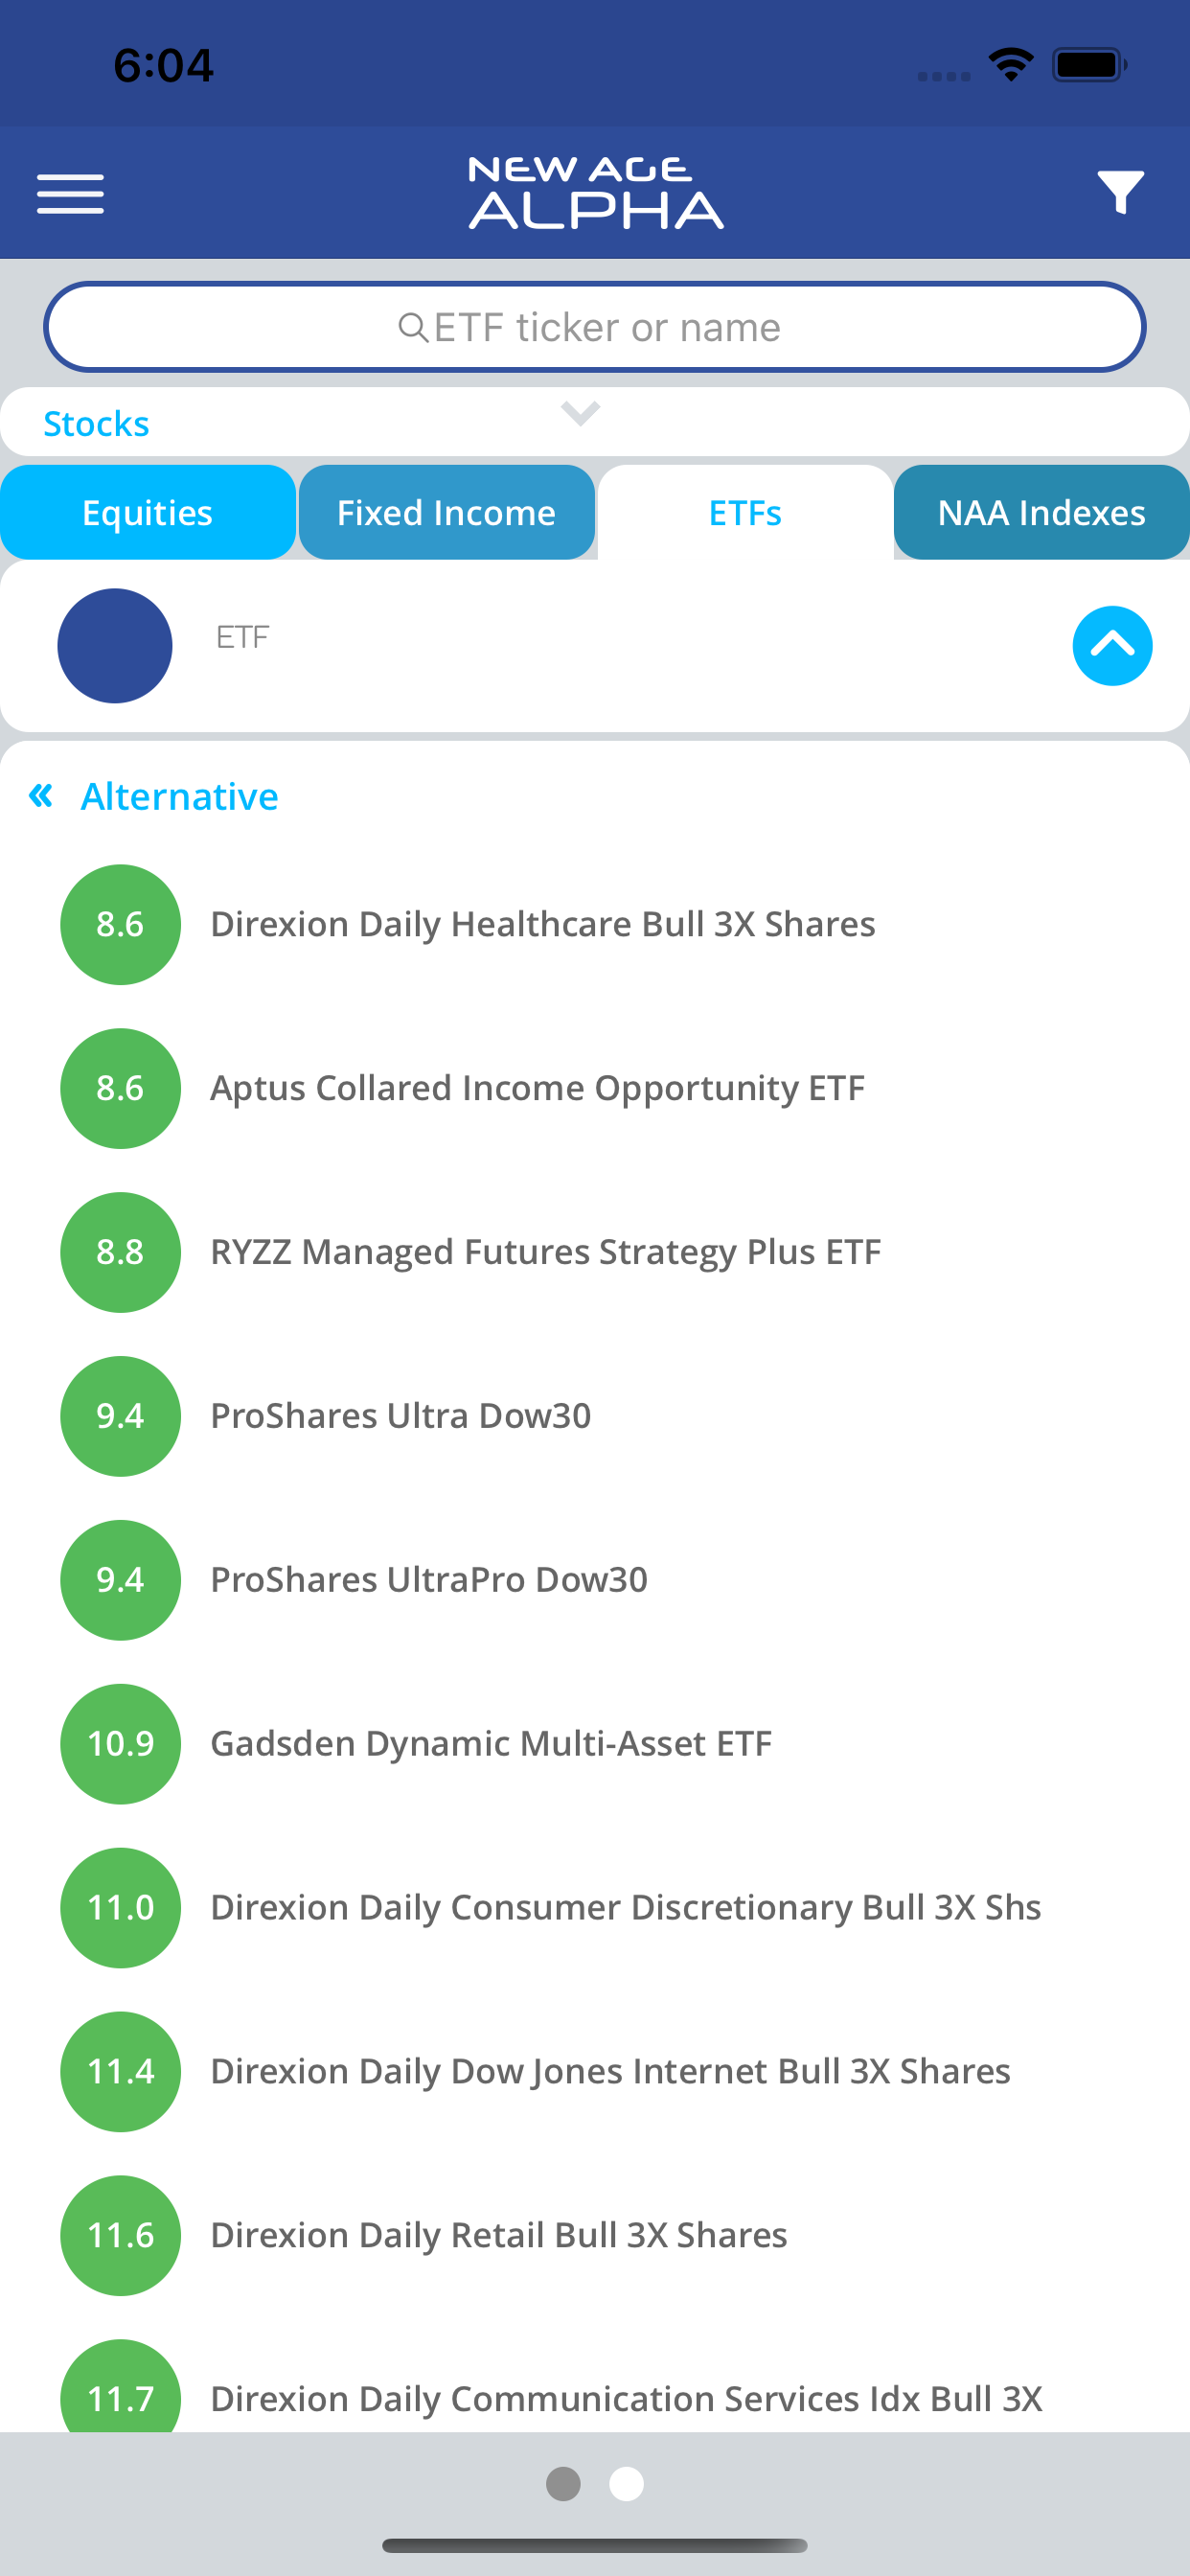 6:04
NEW AGE
ALPHA
ETF ticker or name
Stocks
Equities Fixed Income ETFs NAA Indexes
ETF
« Alternative
8.6 Direxion Daily Healthcare Bull 3X Shares
8.6 Aptus Collared Income Opportunity ETF
8.8 RYZZ Managed Futures Strategy Plus ETF
9.4 ProShares Ultra Dow30
9.4 ProShares UltraPro Dow30
10.9 Gadsden Dynamic Multi-Asset ETF
11.0 Direxion Daily Consumer Discretionary Bull 3X Shs
11.4 Direxion Daily Dow Jones Internet Bull 3X Shares
11.6 Direxion Daily Retail Bull 3X Shares
11.7 Direxion Daily Communication Services Idx Bull 3X